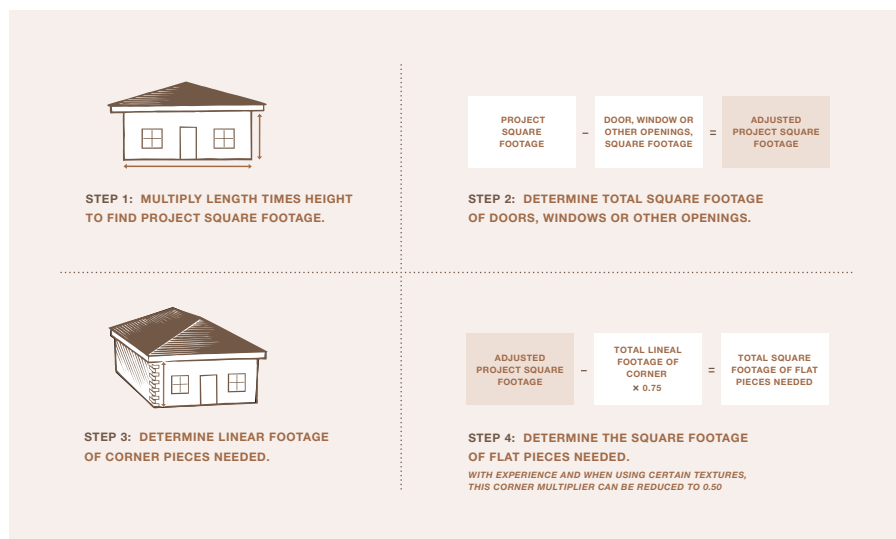 STEP 1: MULTIPLY LENGTH TIMES HEIGHT
TO FIND PROJECT SQUARE FOOTAGE.
PROJECT
SQUARE
FOOTAGE
–
DOOR, WINDOW OR
OTHER OPENINGS,
SQUARE FOOTAGE
=
ADJUSTED
PROJECT SQUARE
FOOTAGE
STEP 2: DETERMINE TOTAL SQUARE FOOTAGE
OF DOORS, WINDOWS OR OTHER OPENINGS.
STEP 3: DETERMINE LINEAR FOOTAGE
OF CORNER PIECES NEEDED.
ADJUSTED
PROJECT SQUARE
FOOTAGE
–
TOTAL LINEAL
FOOTAGE OF
CORNER
× 0.75
=
TOTAL SQUARE
FOOTAGE OF FLAT
PIECES NEEDED
STEP 4: DETERMINE THE SQUARE FOOTAGE
OF FLAT PIECES NEEDED.
WITH EXPERIENCE AND WHEN USING CERTAIN TEXTURES,
THIS CORNER MULTIPLIER CAN BE REDUCED TO 0.50